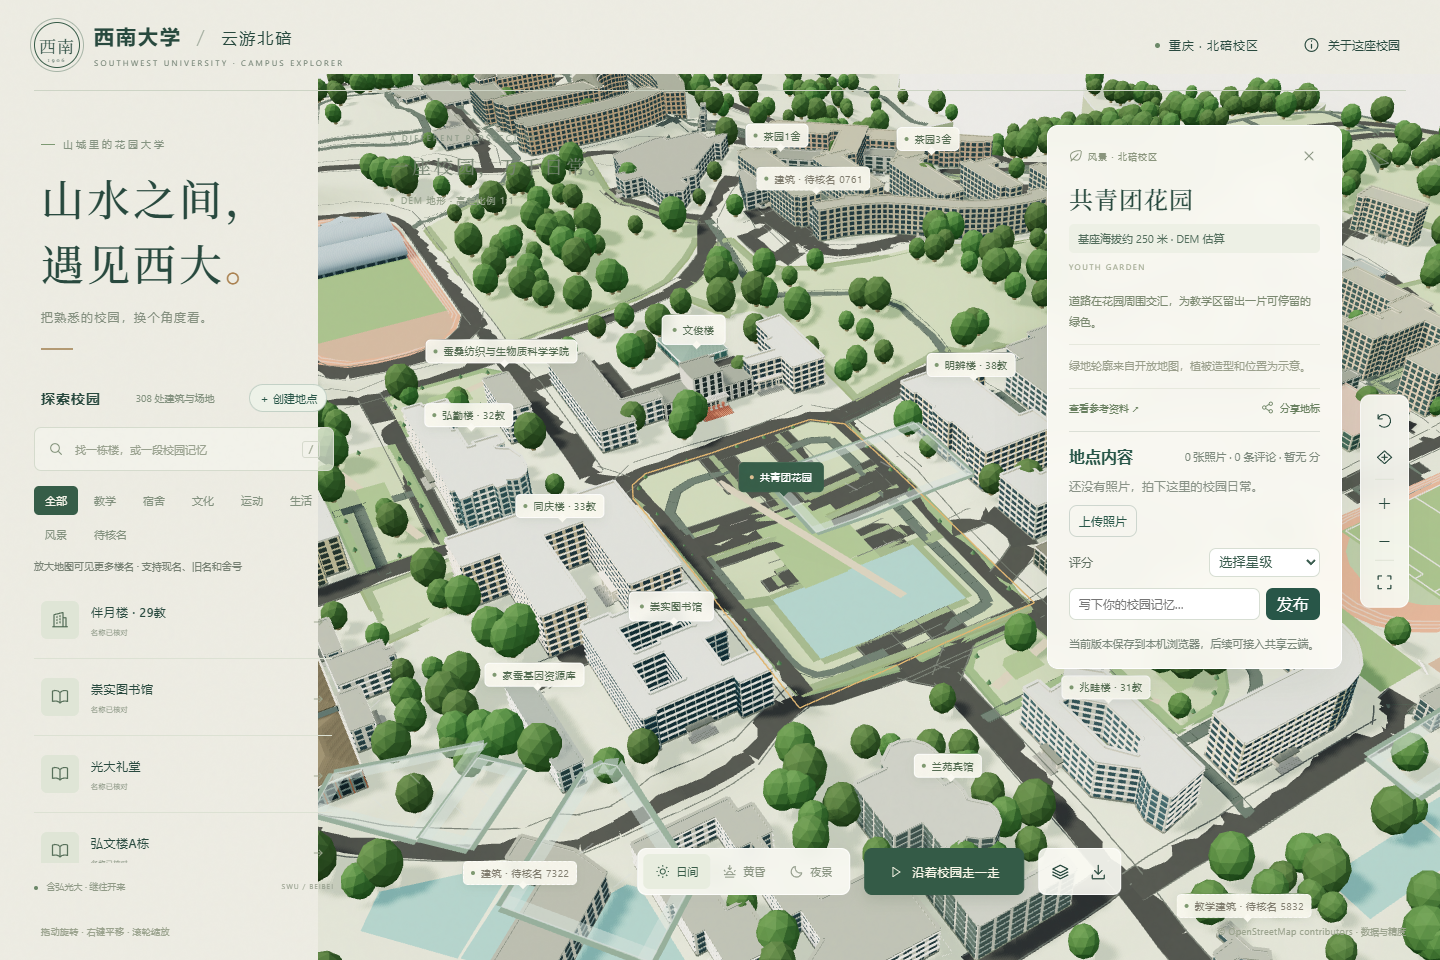 西南
1906
西南大学 / 云游北碚
SOUTHWEST UNIVERSITY · CAMPUS EXPLORER
重庆 · 北碚校区
关于这座校园
山城里的花园大学
山水之间，
遇见西大。
把熟悉的校园，换个角度看。
探索校园
308 处建筑与场地
+ 创建地点
找一栋楼，或一段校园记忆
/
全部
教学
宿舍
文化
运动
生活
风景
待核名
放大地图可见更多楼名 · 支持现名、旧名和舍号
伴月楼 · 29教
名称已核对
崇实图书馆
名称已核对
光大礼堂
名称已核对
弘文楼A栋
名称已核对
含弘光大 · 继往开来
SWU / BEIBEI
拖动旋转 · 右键平移 · 滚轮缩放
座校园，
日常。
DEM 地形
茶园1舍
茶园3舍
建筑 · 待核名 0761
文俊楼
蚕桑纺织与生物质科学学院
明辨楼 · 38教
弘勤楼 · 32教
共青团花园
同庆楼 · 33教
崇实图书馆
家蚕基因资源库
兆畦楼 · 31教
兰苑宾馆
建筑 · 待核名 7322
教学建筑 · 待核名 5832
日间
黄昏
夜景
沿着校园走一走
风景 · 北碚校区
共青团花园
基座海拔约 250 米 · DEM 估算
YOUTH GARDEN
道路在花园周围交汇，为教学区留出一片可停留的
绿色。
绿地轮廓来自开放地图，植被造型和位置为示意。
查看参考资料 ↗
分享地标
地点内容
0 张照片 · 0 条评论 · 暂无 分
还没有照片，拍下这里的校园日常。
上传照片
评分
选择星级
写下你的校园记忆...
发布
当前版本保存到本机浏览器，后续可接入共享云端。
OpenStreetMap contributors · 数据与精度